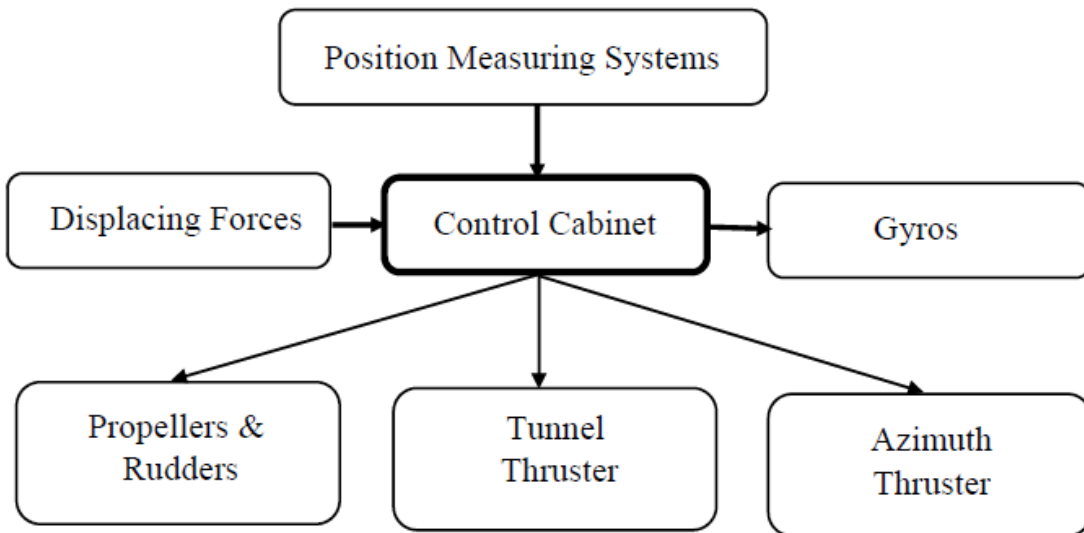 Position Measuring Systems
Displacing Forces
Control Cabinet
Gyros
Propellers &
Rudders
Tunnel
Thruster
Azimuth
Thruster